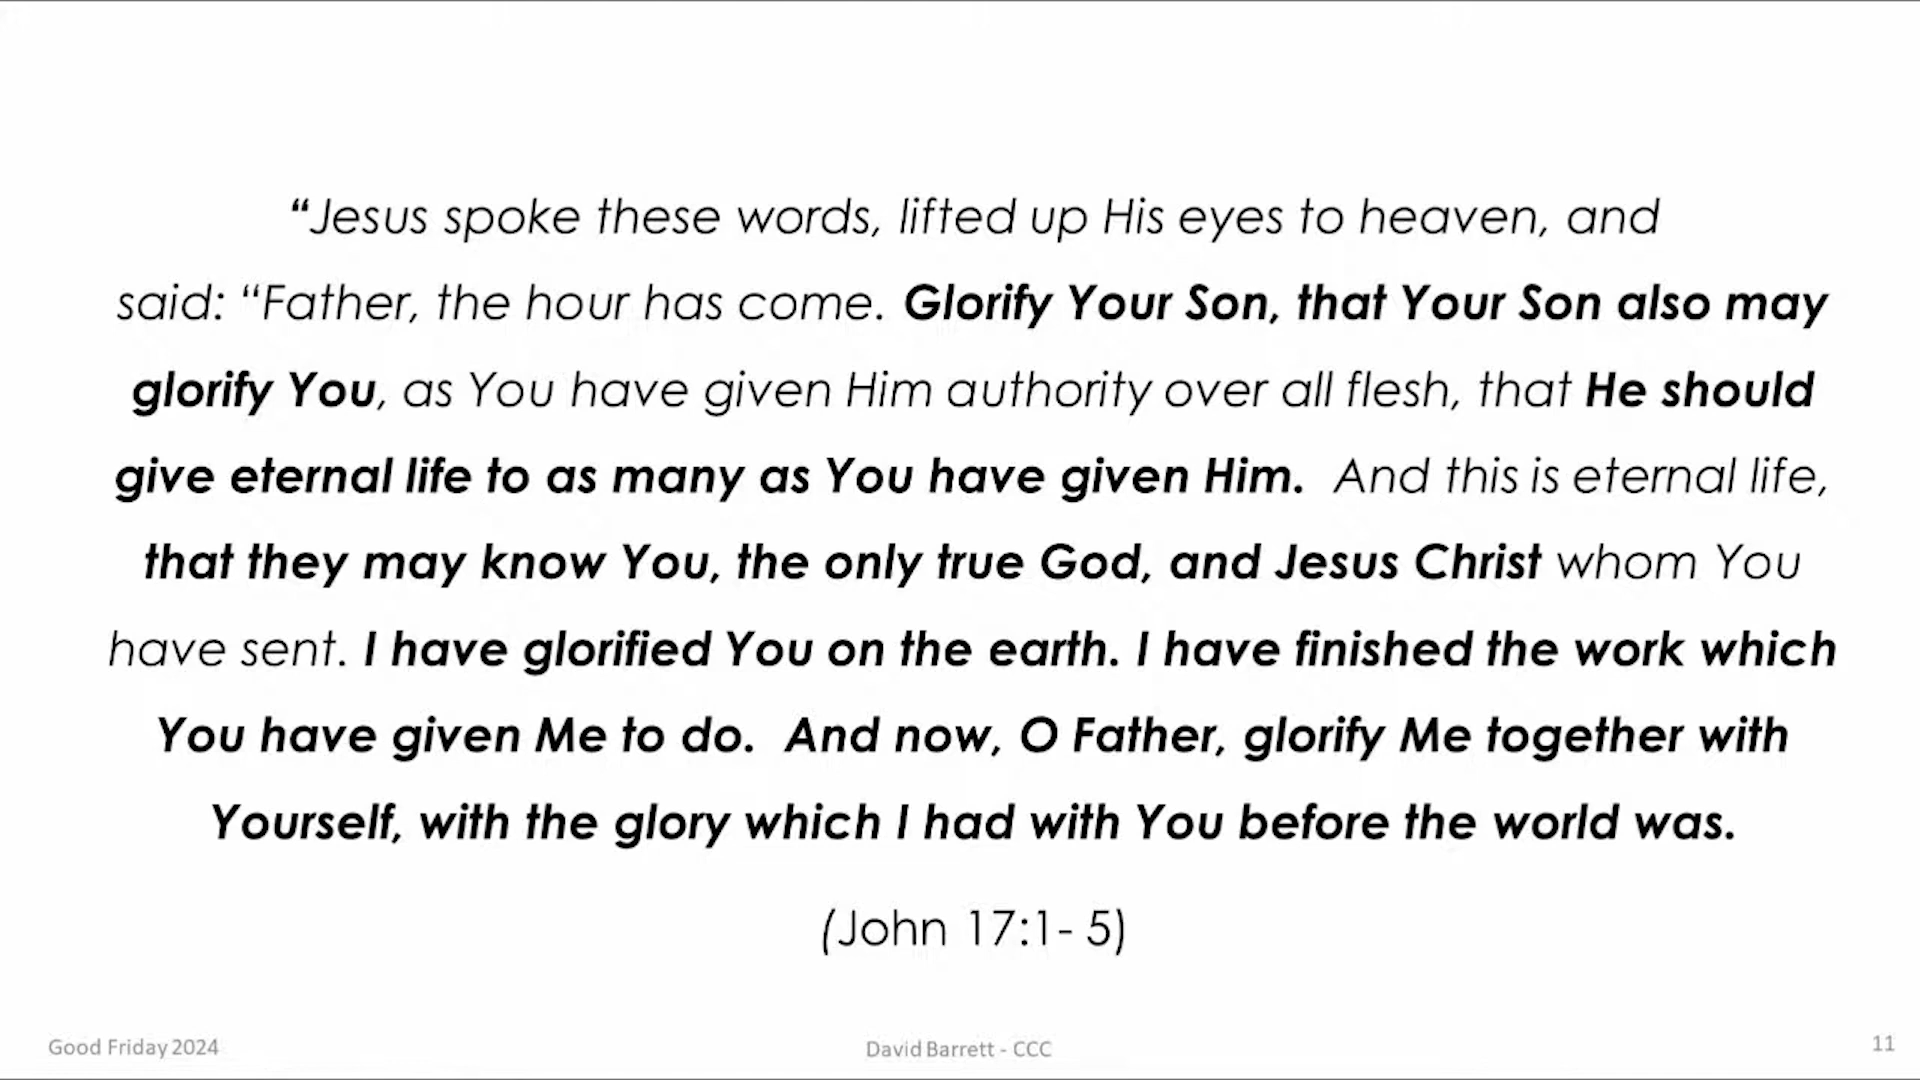 “Jesus spoke these words, lifted up His eyes to heaven, and
said: “Father, the hour has come. Glorify Your Son, that Your Son also may
glorify You, as You have given Him authority over all flesh, that He should
give eternal life to as many as You have given Him. And this is eternal life,
that they may know You, the only true God, and Jesus Christ whom You
have sent. I have glorified You on the earth. I have finished the work which
You have given Me to do. And now, O Father, glorify Me together with
Yourself, with the glory which I had with You before the world was.
(John 17:1- 5)
Good Friday 2024
David Barrett - CCC
11